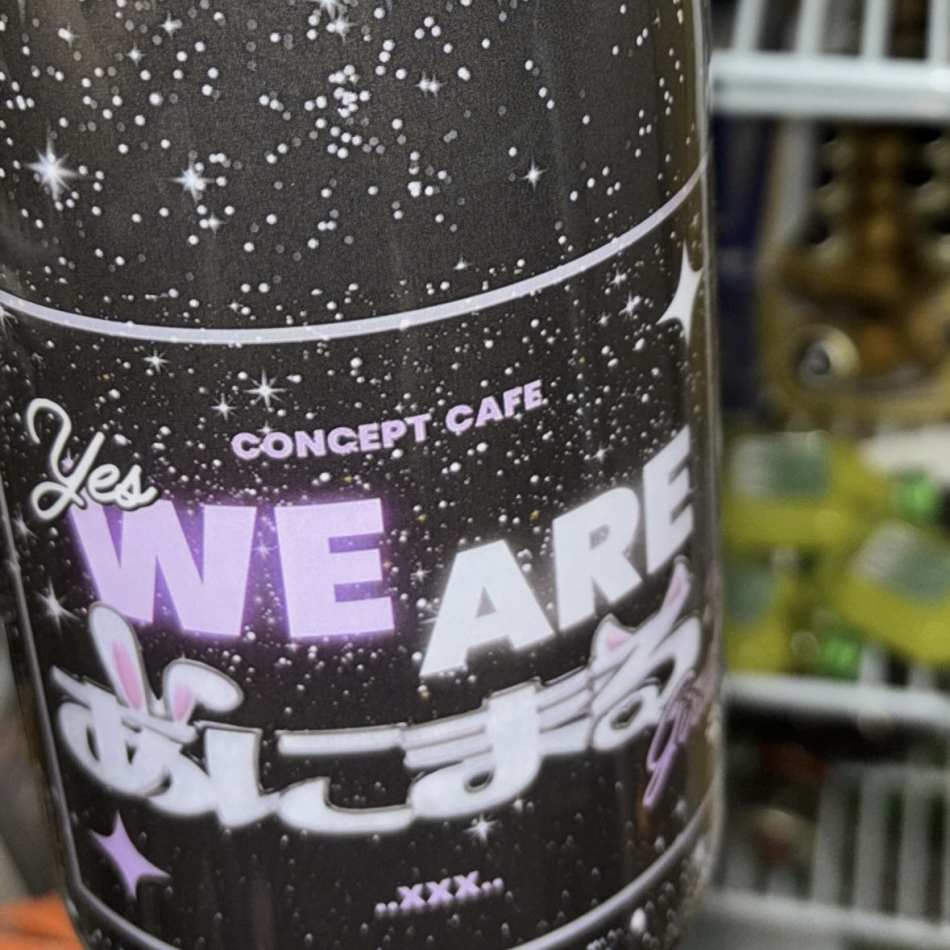 CONCEPT CAFE
Yes
WE ARE
あにまる
..xxx..